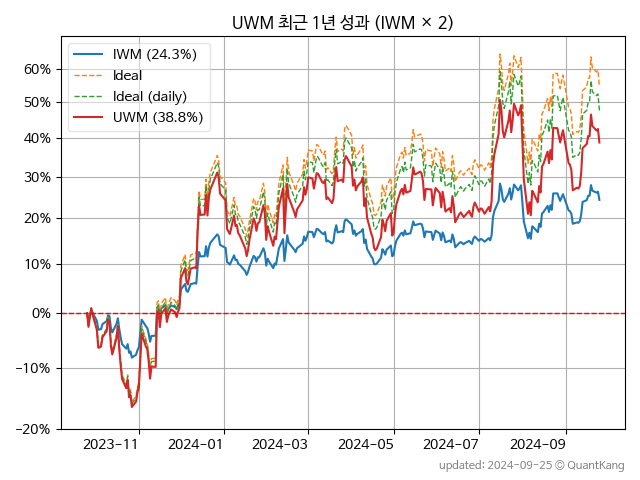 UWM 최근 1년 성과 (IWM × 2)
IWM (24.3%)
Ideal
Ideal (daily)
UWM (38.8%)
60%
50%
40%
30%
20%
10%
0%
−10%
−20%
2023-11
2024-01
2024-03
2024-05
2024-07
2024-09
updated: 2024-09-25 © QuantKang